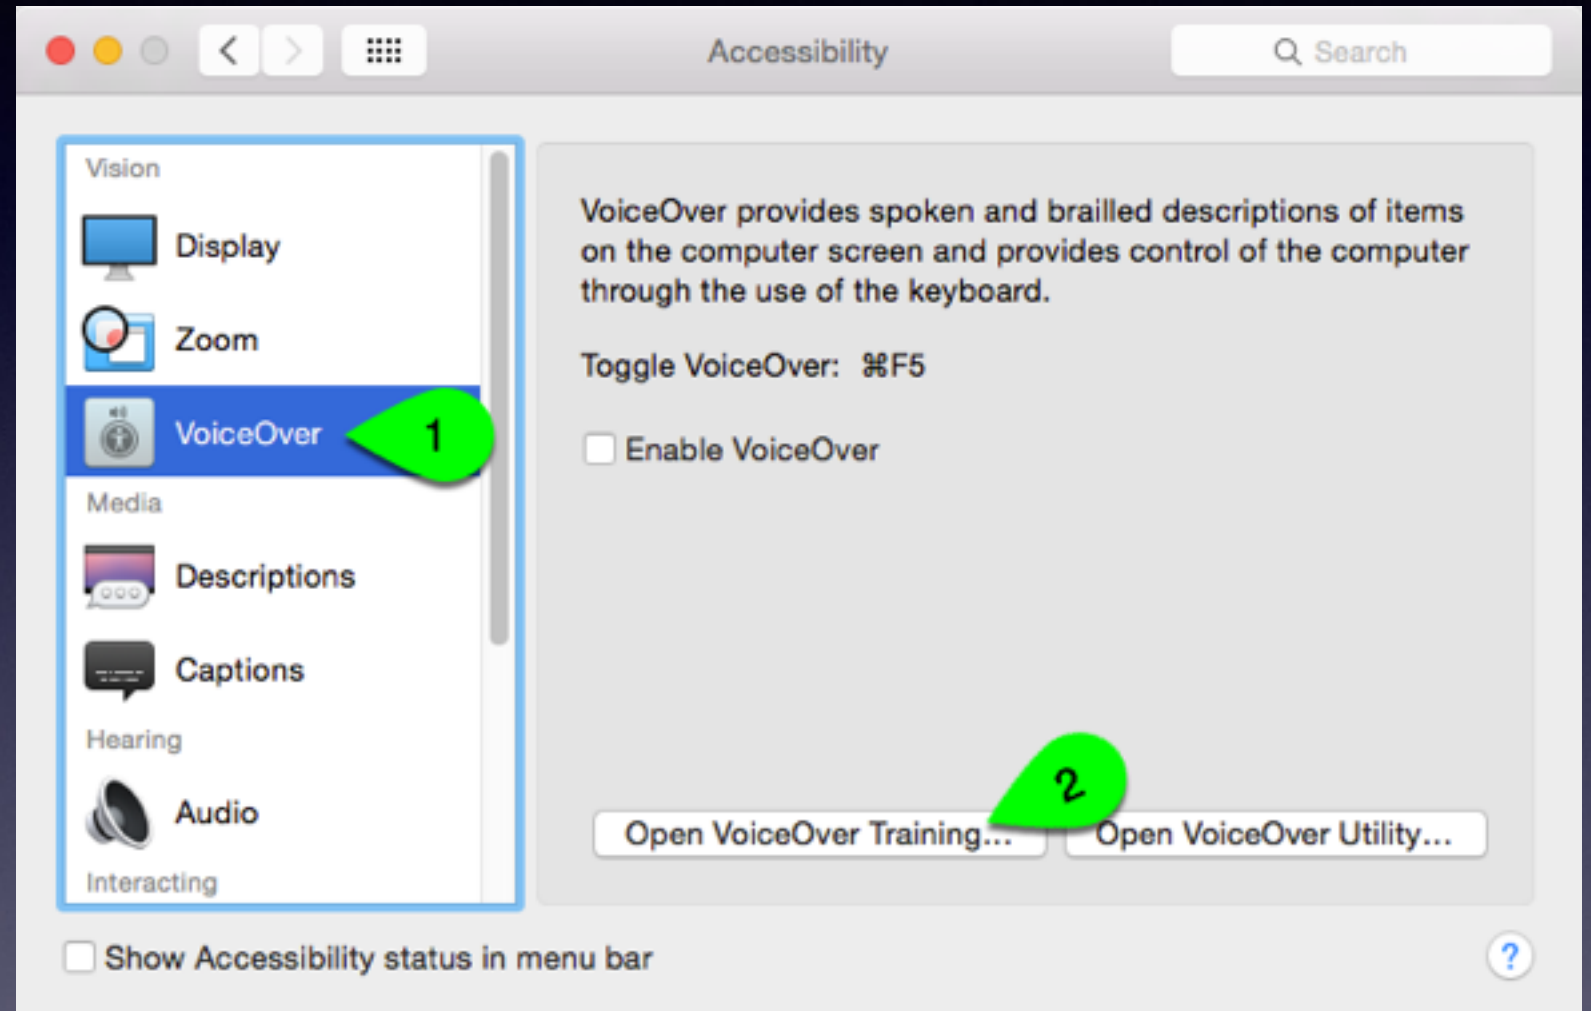 Accessibility
Search
Vision
Display
Zoom
VoiceOver
1
Media
Descriptions
Captions
Hearing
Audio
Interacting
VoiceOver provides spoken and brailled descriptions of items
on the computer screen and provides control of the computer
through the use of the keyboard.
Toggle VoiceOver: ⌘F5
Enable VoiceOver
2
Open VoiceOver Training...
Open VoiceOver Utility...
Show Accessibility status in menu bar
?